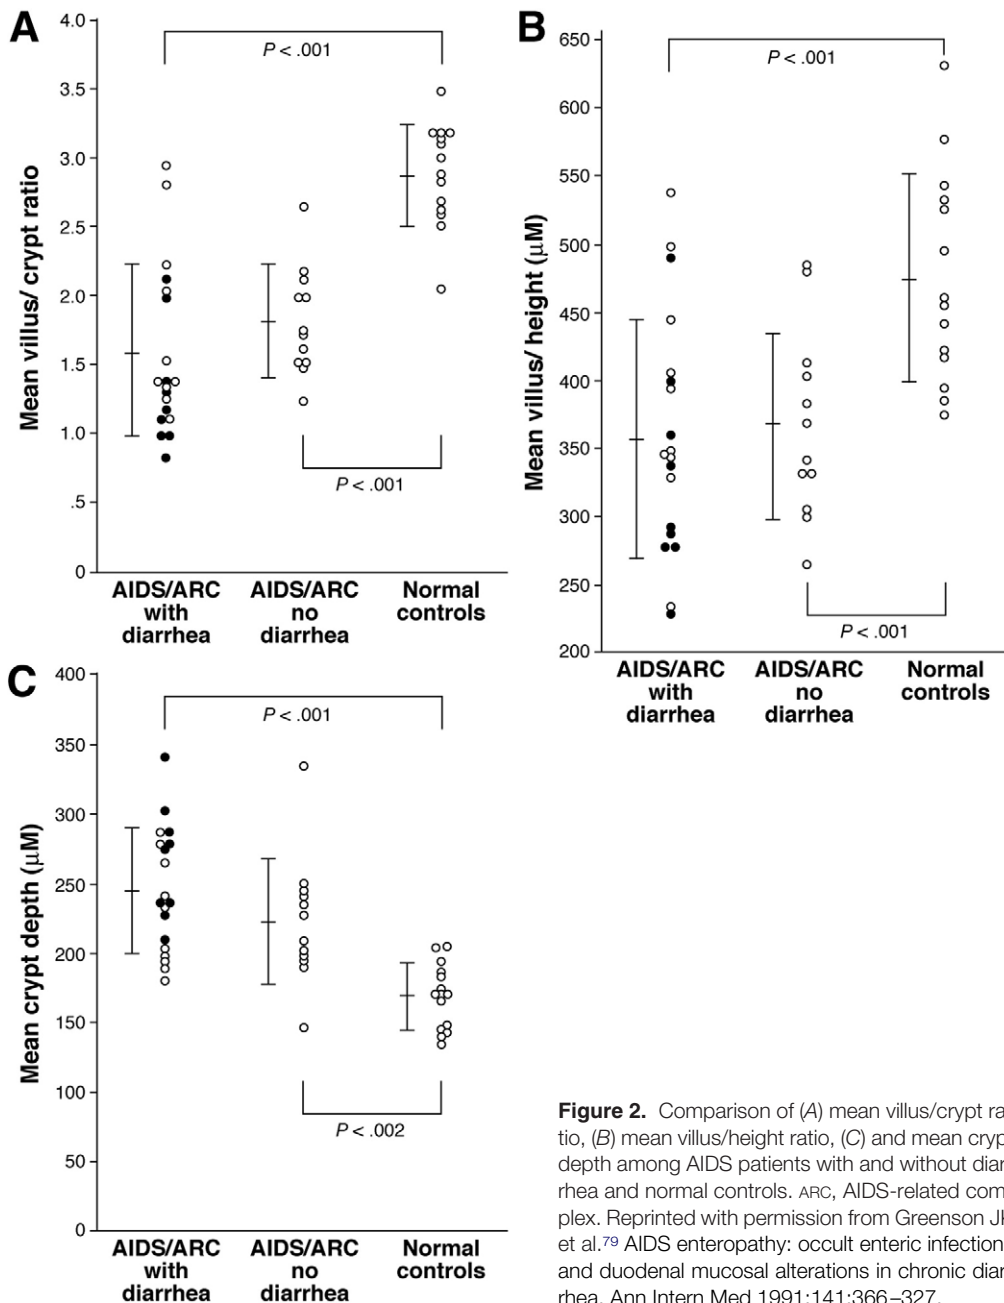 A
4.0
3.5
3.0
2.5
2.0
1.5
1.0
.5
0
Mean villus/ crypt ratio
P < .001
P < .001
AIDS/ARC with diarrhea
AIDS/ARC no diarrhea
Normal controls
B
650
600
550
500
450
400
350
300
250
200
Mean villus/ height (μM)
P < .001
P < .001
AIDS/ARC with diarrhea
AIDS/ARC no diarrhea
Normal controls
C
400
350
300
250
200
150
100
50
0
Mean crypt depth (μM)
P < .001
P < .002
AIDS/ARC with diarrhea
AIDS/ARC no diarrhea
Normal controls
Figure 2. Comparison of (A) mean villus/crypt ra
tio, (B) mean villus/height ratio, (C) and mean cryp
depth among AIDS patients with and without diar
rhea and normal controls. ARC, AIDS-related com
plex. Reprinted with permission from Greenson JH
et al.79 AIDS enteropathy: occult enteric infection
and duodenal mucosal alterations in chronic diar
rhea. Ann Intern Med 1991;141:366–327.